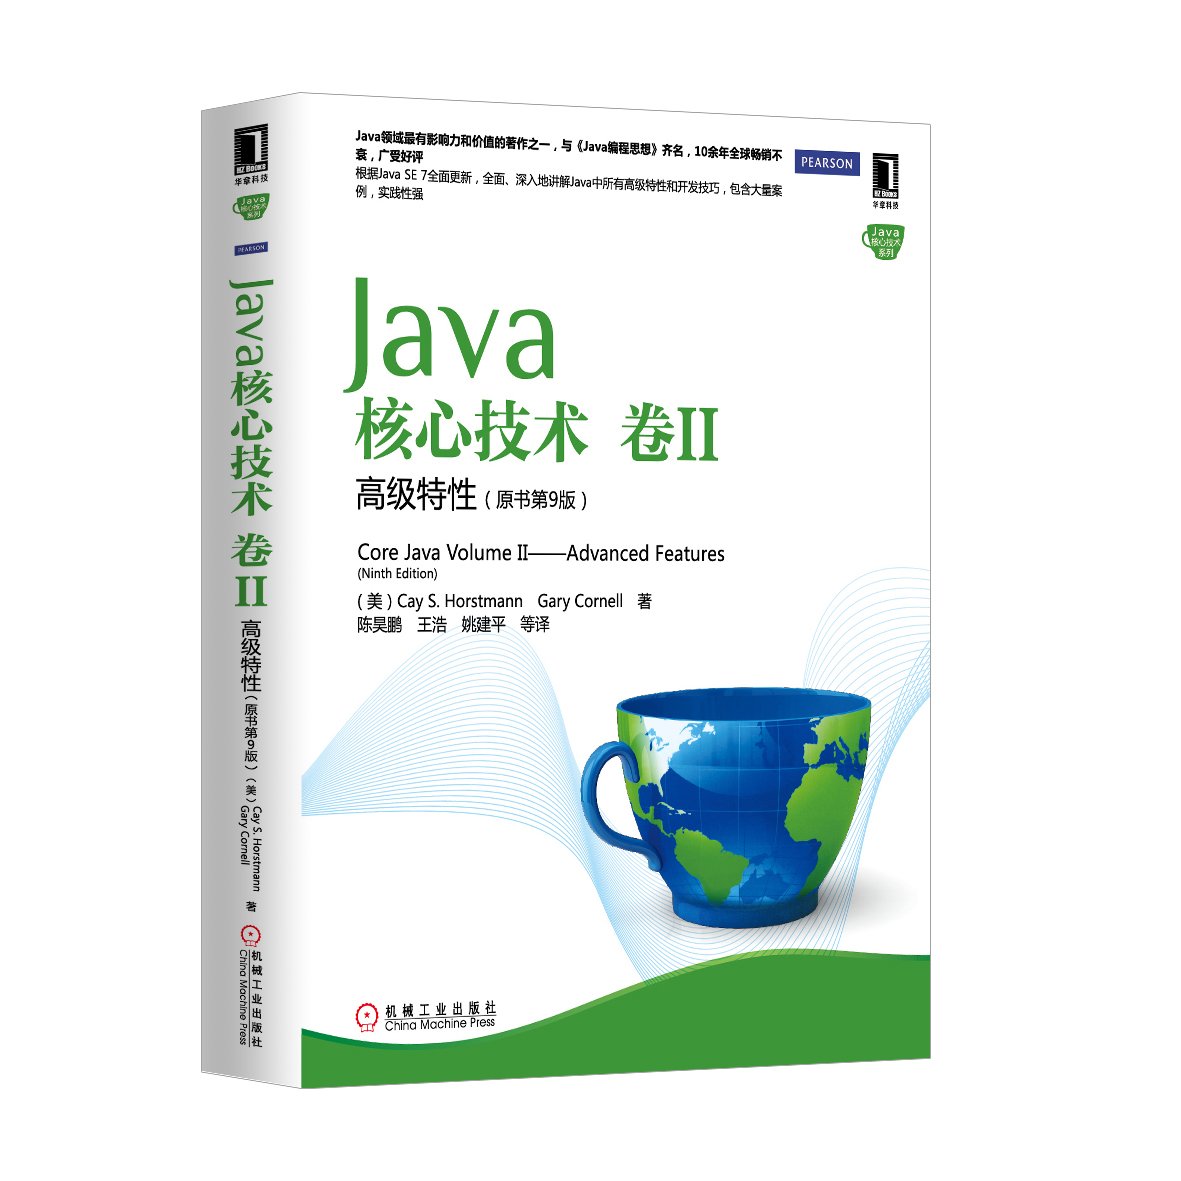 HZ Books
华章科技
Java
核心技术
系列
PEARSON
Java核心技术 卷II
高级特性(原书第9版)
(美)Cay S. Horstmann
Gary Cornell
著
机械工业出版社
China Machine Press
Java领域最有影响力和价值的著作之一，与《Java编程思想》齐名，10余年全球畅销不
衰，广受好评
根据Java SE 7全面更新，全面、深入地讲解Java中所有高级特性和开发技巧，包含大量案
例，实践性强
PEARSON
HZ Books
华章科技
Java
核心技术
系列
Java
核心技术 卷II
高级特性(原书第9版)
Core Java Volume II——Advanced Features
(Ninth Edition)
(美)Cay S. Horstmann Gary Cornell 著
陈昊鹏 王浩 姚建平 等译
机械工业出版社
China Machine Press